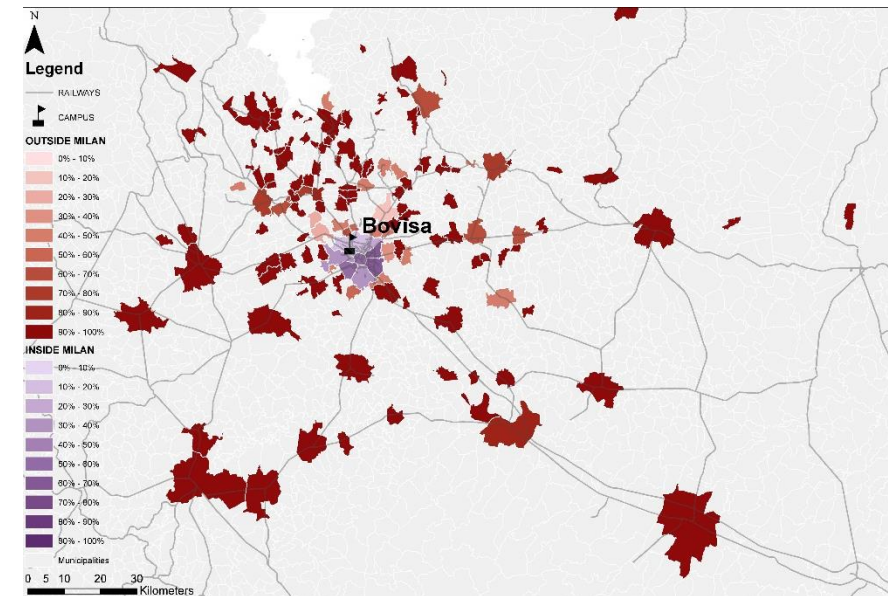 N
Legend
RAILWAYS
CAMPUS
OUTSIDE MILAN
0% - 10%
10% - 20%
20% - 30%
30% - 40%
40% - 50%
50% - 60%
60% - 70%
70% - 80%
80% - 90%
90% - 100%
INSIDE MILAN
0% - 10%
10% - 20%
20% - 30%
30% - 40%
40% - 50%
50% - 60%
60% - 70%
70% - 80%
80% - 90%
90% - 100%
Municipalities
0 5 10 20 30
Kilometers
Bovisa